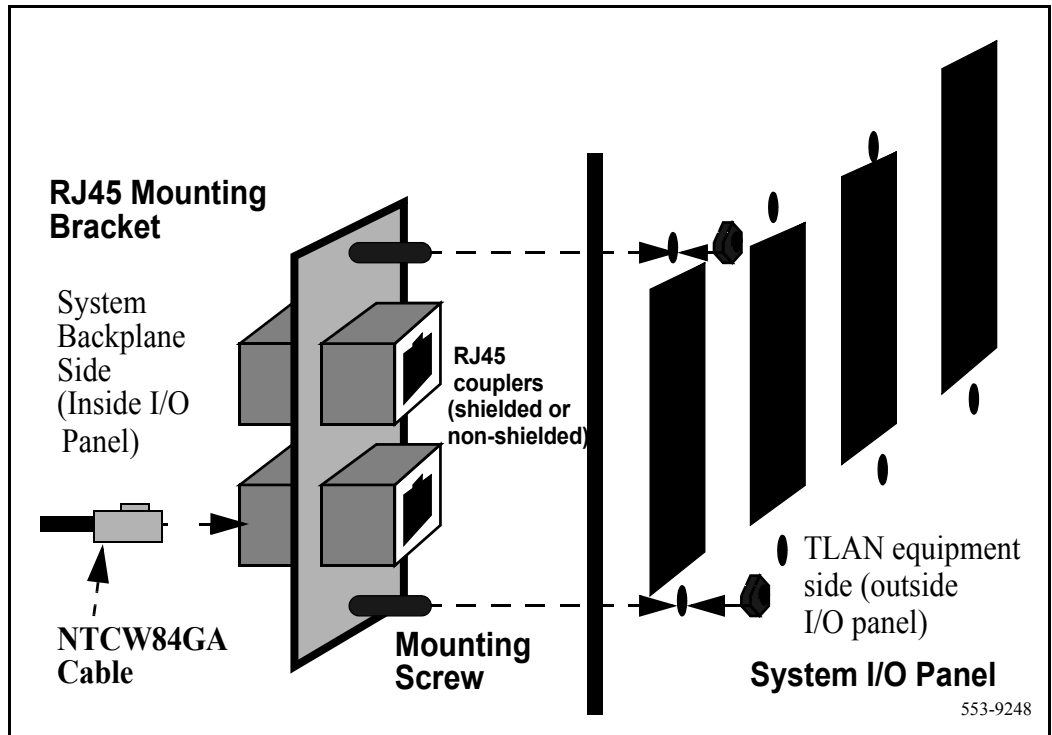 RJ45 Mounting
Bracket
System
Backplane
Side
(Inside I/O
Panel)
RJ45
couplers
(shielded or
non-shielded)
NTCW84GA
Cable
Mounting
Screw
TLAN equipment
side (outside
I/O panel)
System I/O Panel
553-9248